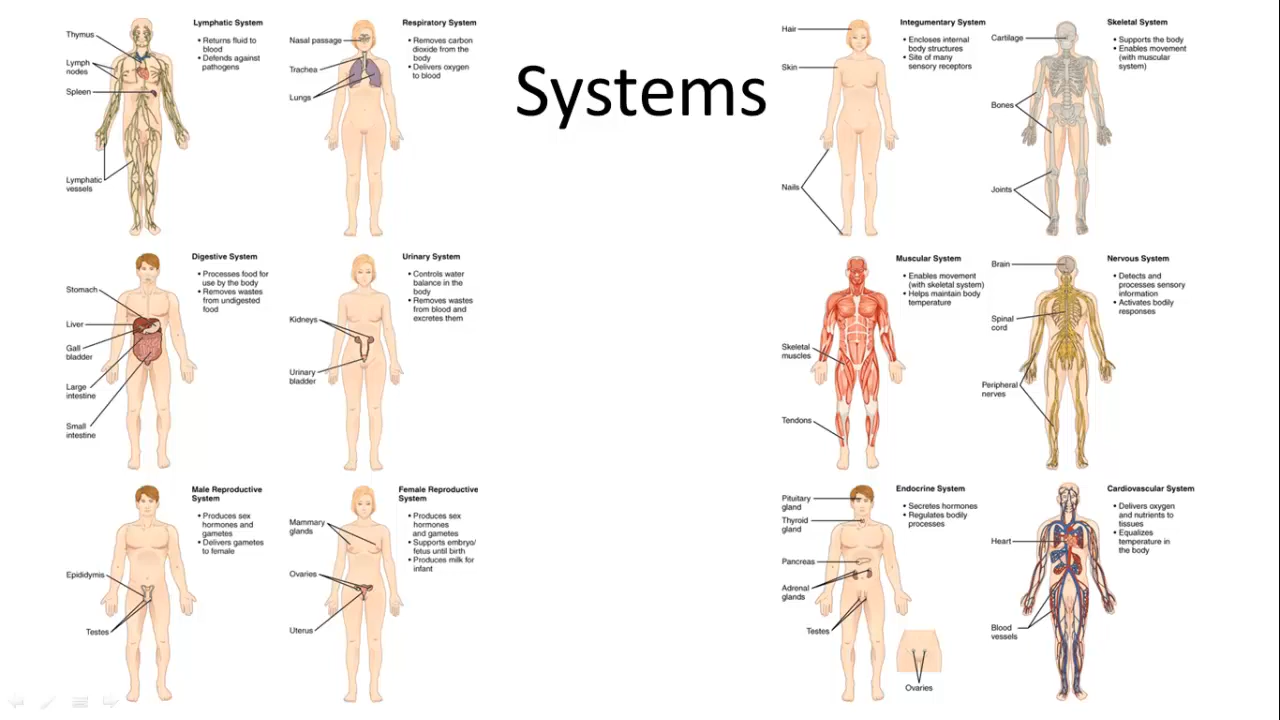 Systems
Lymphatic System
• Returns fluid to
blood
• Defends against
pathogens
Thymus
Lymph
nodes
Spleen
Lymphatic
vessels
Respiratory System
• Removes carbon
dioxide from the
body
• Delivers oxygen
to blood
Nasal passage
Trachea
Lungs
Integumentary System
• Encloses internal
body structures
• Site of many
sensory receptors
Hair
Skin
Nails
Skeletal System
• Supports the body
• Enables movement
(with muscular
system)
Cartilage
Bones
Joints
Digestive System
• Processes food for
use by the body
• Removes wastes
from undigested
food
Stomach
Liver
Gall
bladder
Large
intestine
Small
intestine
Urinary System
• Controls water
balance in the
body
• Removes wastes
from blood and
excretes them
Kidneys
Urinary
bladder
Muscular System
• Enables movement
(with skeletal system)
• Helps maintain body
temperature
Skeletal
muscles
Tendons
Nervous System
• Detects and
processes sensory
information
• Activates bodily
responses
Brain
Spinal
cord
Peripheral
nerves
Male Reproductive
System
• Produces sex
hormones and
gametes
• Delivers gametes
to female
Epididymis
Testes
Female Reproductive
System
• Produces sex
hormones
and gametes
• Supports embryo/
fetus until birth
• Produces milk for
infant
Mammary
glands
Ovaries
Uterus
Endocrine System
• Secretes hormones
• Regulates bodily
processes
Pituitary
gland
Thyroid
gland
Pancreas
Adrenal
glands
Testes
Ovaries
Cardiovascular System
• Delivers oxygen
and nutrients to
tissues
• Equalizes
temperature in
the body
Heart
Blood
vessels